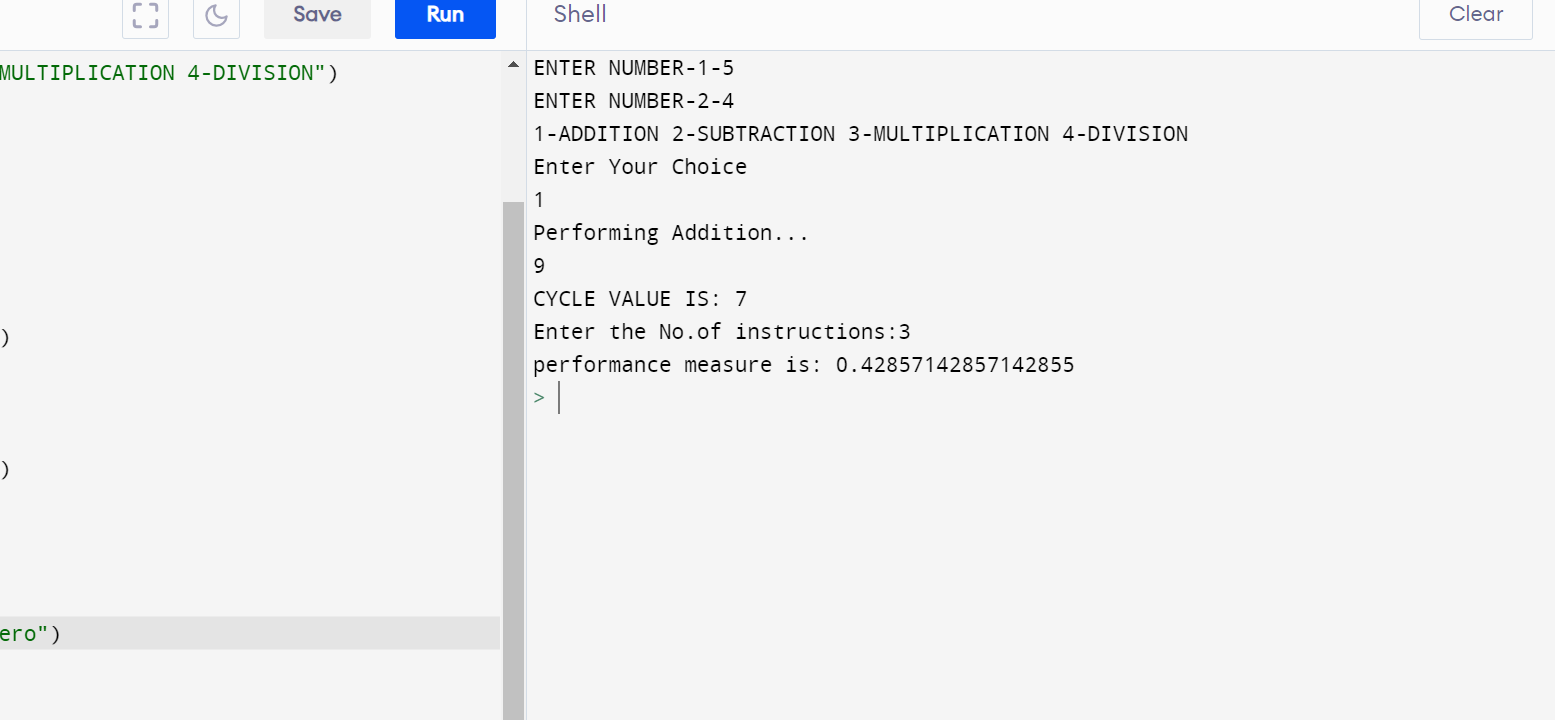 Save Run Shell Clear
MULTIPLICATION 4-DIVISION")
)
)
ero")
ENTER NUMBER-1-5
ENTER NUMBER-2-4
1-ADDITION 2-SUBTRACTION 3-MULTIPLICATION 4-DIVISION
Enter Your Choice
1
Performing Addition...
9
CYCLE VALUE IS: 7
Enter the No.of instructions:3
performance measure is: 0.42857142857142855
>